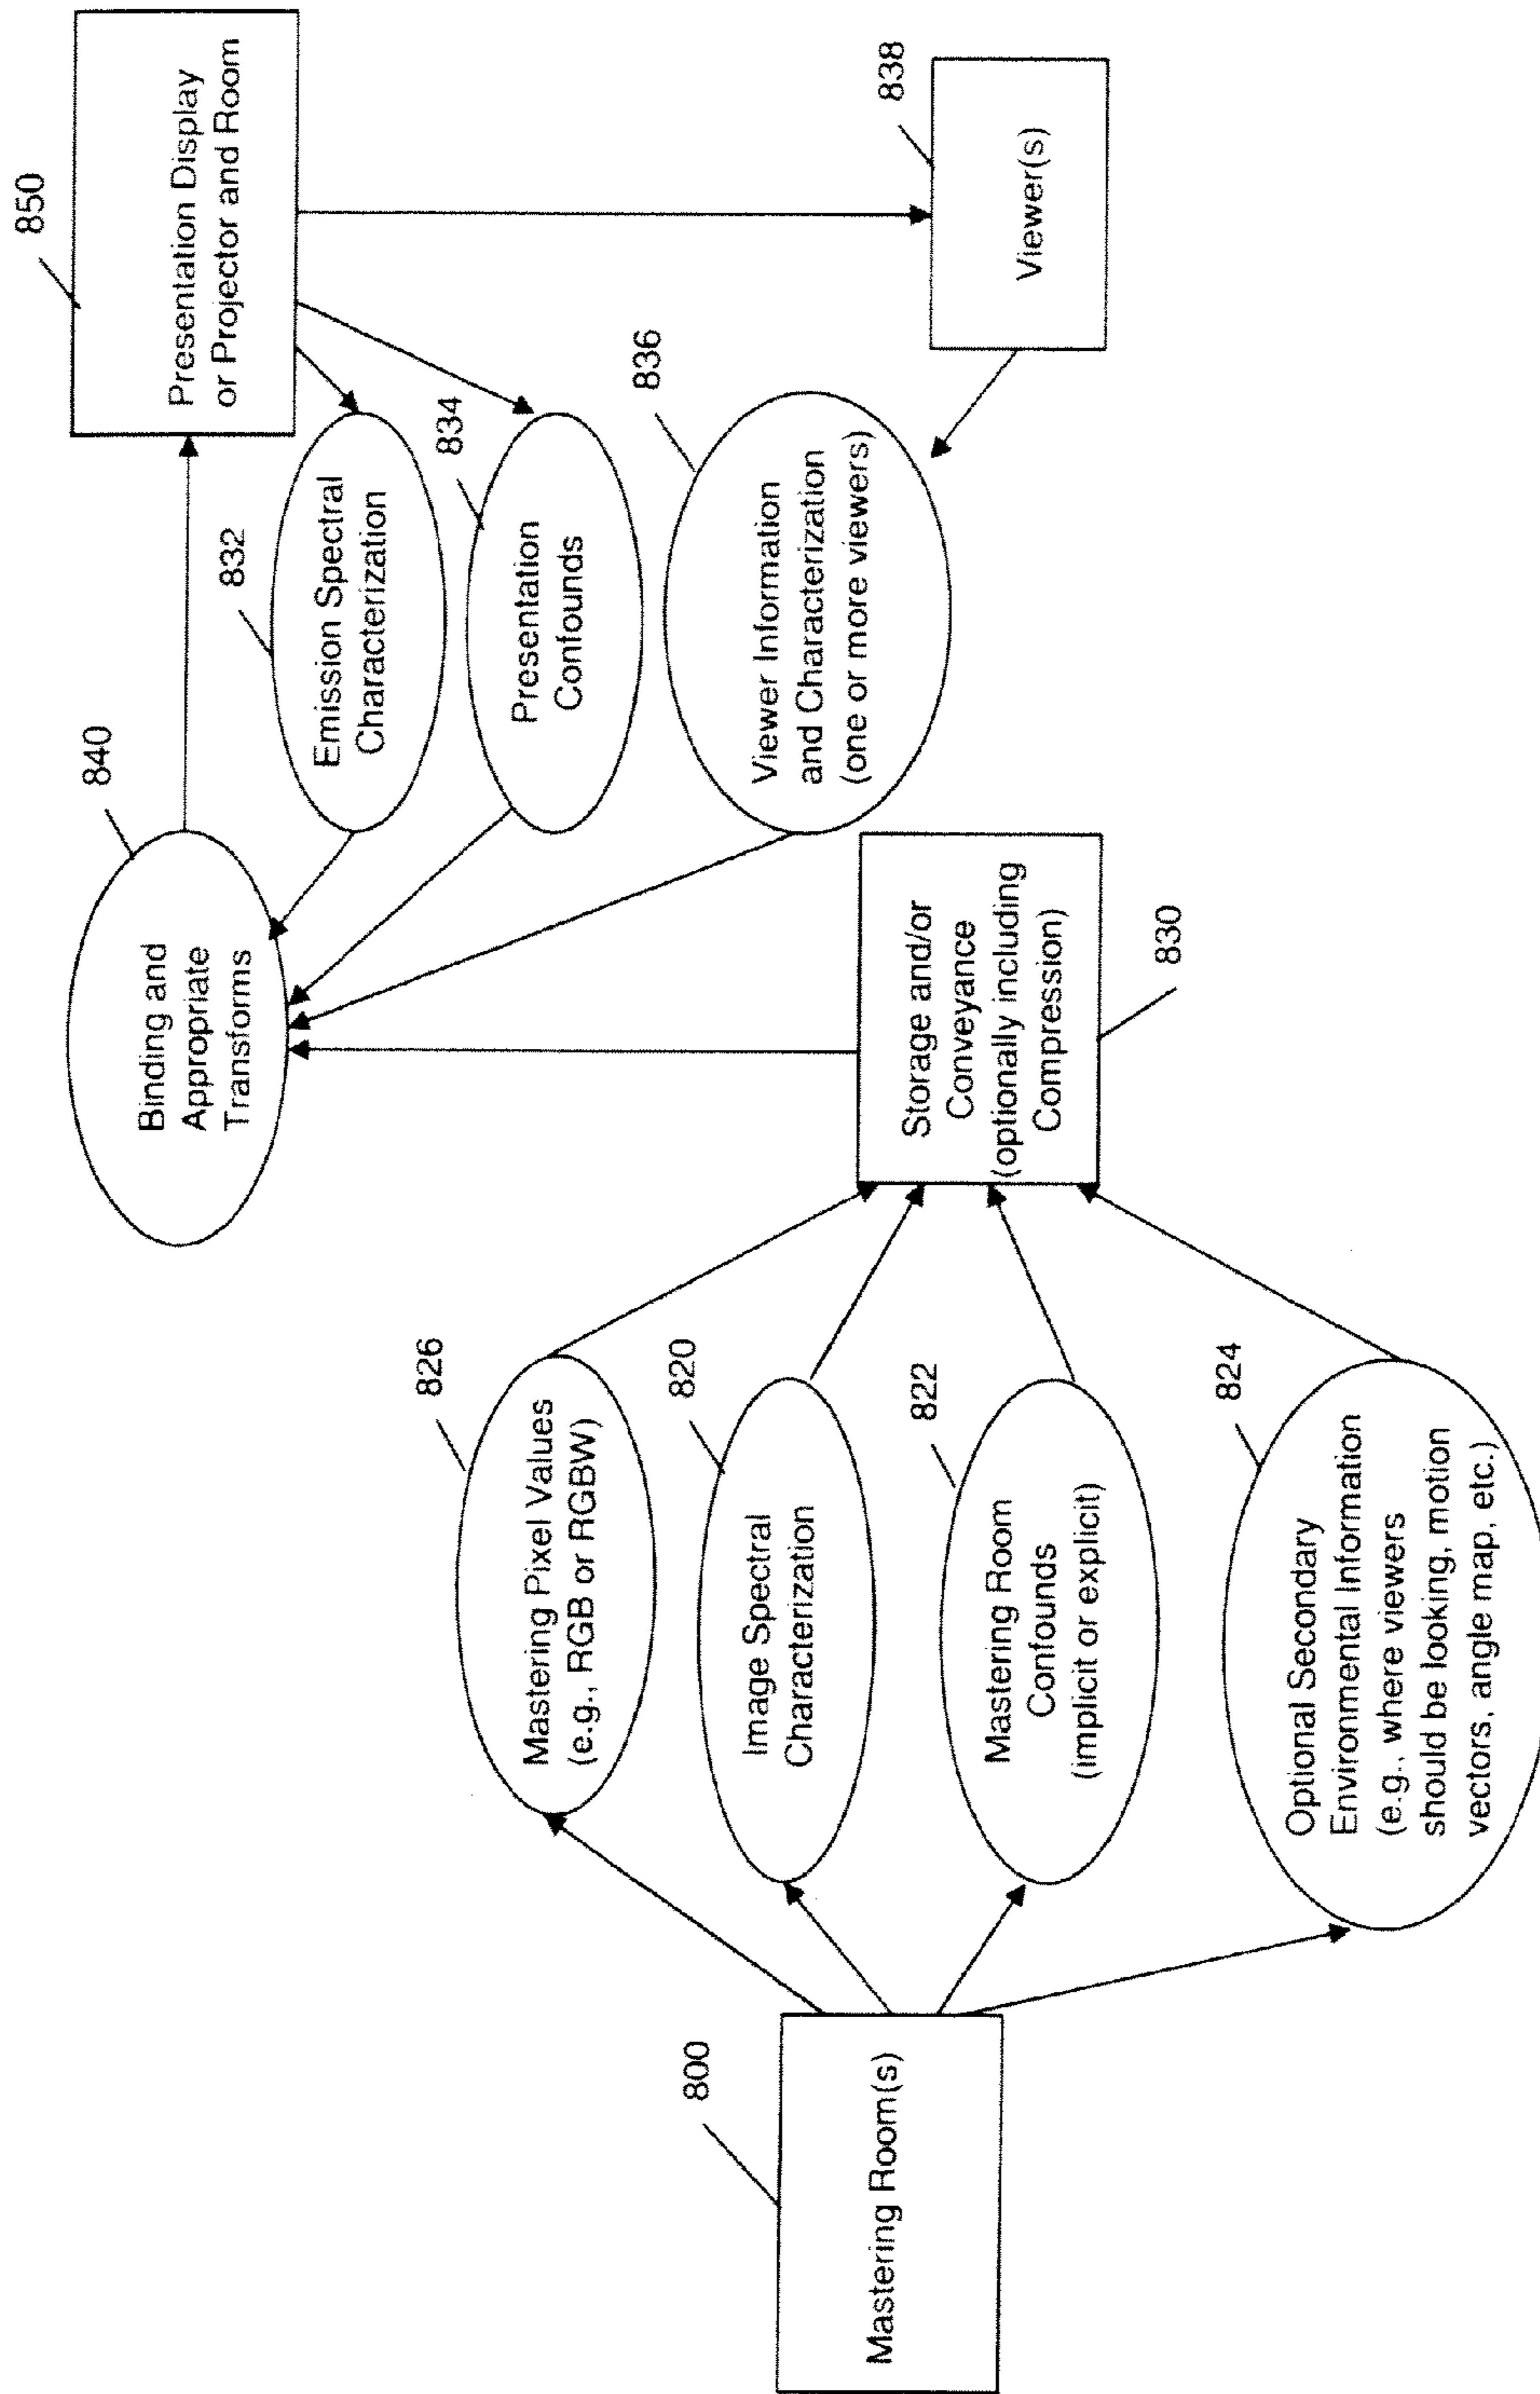 800
Mastering Room(s)
826
Mastering Pixel Values
(e.g., RGB or RGBW)
820
Image Spectral
Characterization
822
Mastering Room
Confounds
(implicit or explicit)
824
Optional Secondary
Environmental Information
(e.g., where viewers
should be looking, motion
vectors, angle map, etc.)
830
Storage and/or
Conveyance
(optionally including
Compression)
840
Binding and
Appropriate
Transforms
832
Emission Spectral
Characterization
834
Presentation
Confounds
836
Viewer Information
and Characterization
(one or more viewers)
850
Presentation Display
or Projector and Room
838
Viewer(s)